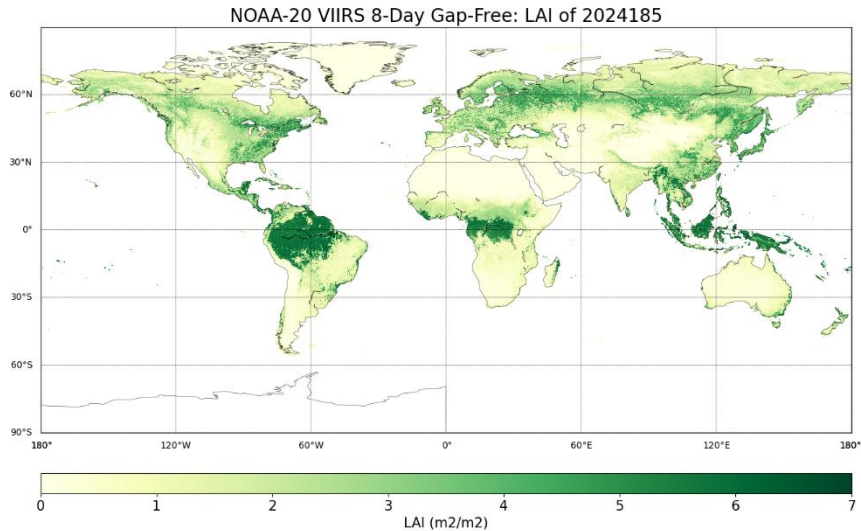 NOAA-20 VIIRS 8-Day Gap-Free: LAI of 2024185
60°N
30°N
0°
30°S
60°S
90°S
180° 120°W 60°W 0° 60°E 120°E 180°
0 1 2 3 4 5 6 7
LAI (m2/m2)